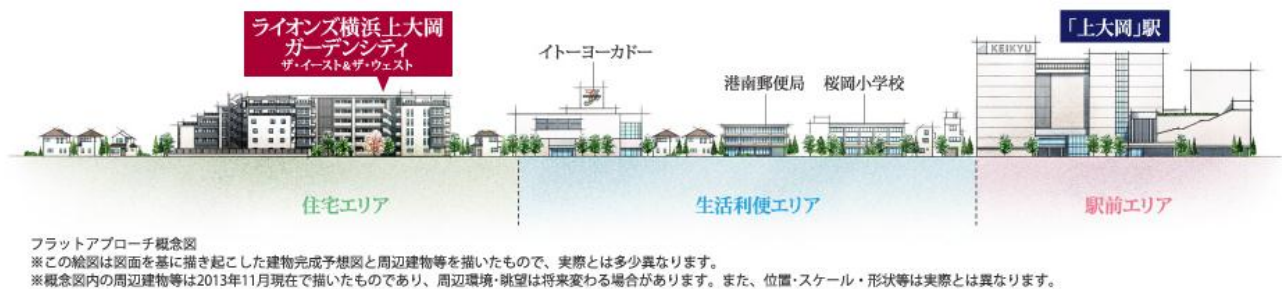 ライオンズ横浜上大岡
ガーデンシティ
ザ・イースト&ザ・ウェスト
イトーヨーカドー
港南郵便局
桜岡小学校
KEIKYU
「上大岡」駅
住宅エリア
生活利便エリア
駅前エリア
フラットアプローチ概念図
※この絵図は図面を基に描き起こした建物完成予想図と周辺建物等を描いたもので、実際とは多少異なります。
※概念図内の周辺建物等は2013年11月現在で描いたものであり、周辺環境・眺望は将来変わる場合があります。また、位置・スケール・形状等は実際とは異なります。